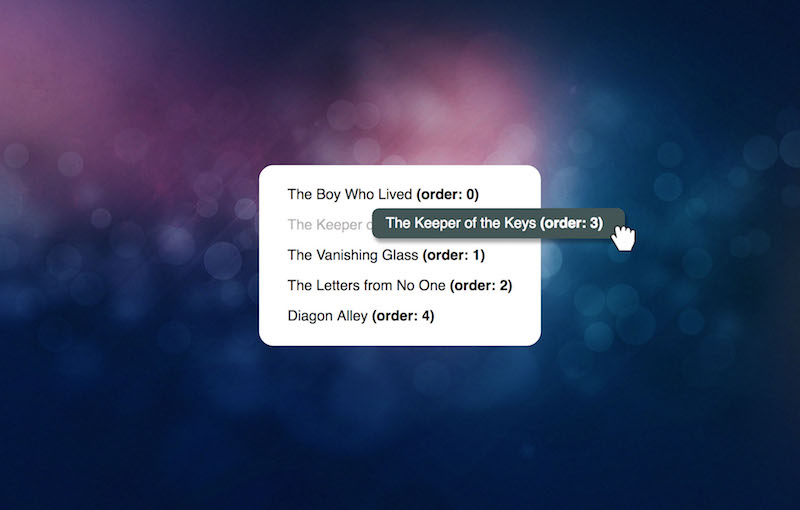 The Boy Who Lived (order: 0)
The Keeper o
The Keeper of the Keys (order: 3)
The Vanishing Glass (order: 1)
The Letters from No One (order: 2)
Diagon Alley (order: 4)